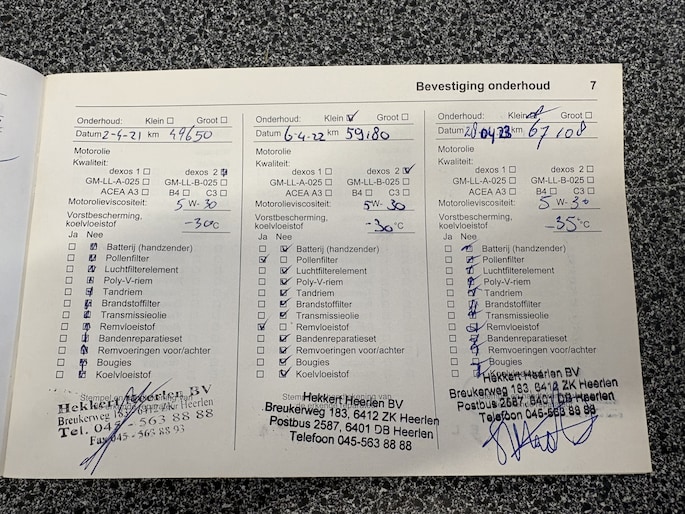 Bevestiging onderhoud 7
Onderhoud: Klein Groot
Datum 2-4-21 km 49650
Motorolie
Kwaliteit:
dexos 1 dexos 2
GM-LL-A-025 GM-LL-B-025
ACEA A3 B4 C3
Motorolieviscositeit:
5 W- 30
Vorstbescherming,
koelvloeistof -30°C
Ja Nee
Batterij (handzender)
Pollenfilter
Luchtfilterelement
Poly-V-riem
Tandriem
Brandstoffilter
Transmissieolie
Remvloeistof
Bandenreparatieset
Remvoeringen voor/achter
Bougies
Koelvloeistof
Hekkert Heerlen BV
Breukerweg 183, 6412 ZK Heerlen
Tel. 045 - 563 88 88
Fax 045 - 563 88 93
Onderhoud: Klein Groot
Datum 6-4-22 km 59180
Motorolie
Kwaliteit:
dexos 1 dexos 2
GM-LL-A-025 GM-LL-B-025
ACEA A3 B4 C3
Motorolieviscositeit:
5 W- 30
Vorstbescherming,
koelvloeistof -30°C
Ja Nee
Batterij (handzender)
Pollenfilter
Luchtfilterelement
Poly-V-riem
Tandriem
Brandstoffilter
Transmissieolie
Remvloeistof
Bandenreparatieset
Remvoeringen voor/achter
Bougies
Koelvloeistof
Hekkert Heerlen BV
Breukerweg 183, 6412 ZK Heerlen
Postbus 2587, 6401 DB Heerlen
Telefoon 045-563 88 88
Onderhoud: Klein Groot
Datum 28 04 23 km 67108
Motorolie
Kwaliteit:
dexos 1 dexos 2
GM-LL-A-025 GM-LL-B-025
ACEA A3 B4 C3
Motorolieviscositeit:
5 W- 30
Vorstbescherming,
koelvloeistof -35°C
Ja Nee
Batterij (handzender)
Pollenfilter
Luchtfilterelement
Poly-V-riem
Tandriem
Brandstoffilter
Transmissieolie
Remvloeistof
Bandenreparatieset
Remvoeringen voor/achter
Bougies
Hekkert Heerlen BV
Breukerweg 183, 6412 ZK Heerlen
Postbus 2587, 6401 DB Heerlen
Telefoon 045-563 88 88